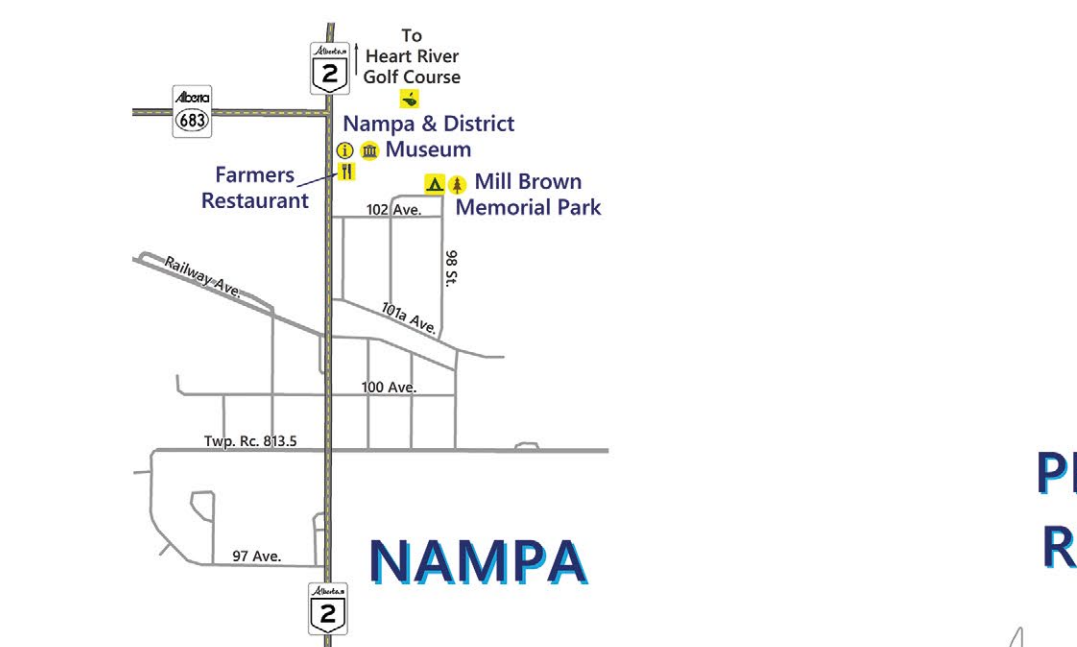 To
Heart River
Golf Course
Alberta
2
Alberta
683
Nampa & District
Museum
i
Farmers
Restaurant
Mill Brown
Memorial Park
102 Ave.
98 St.
Railway Ave.
101a Ave.
100 Ave.
Twp. Rc. 813.5
97 Ave.
NAMPA
Alberta
2
P
R